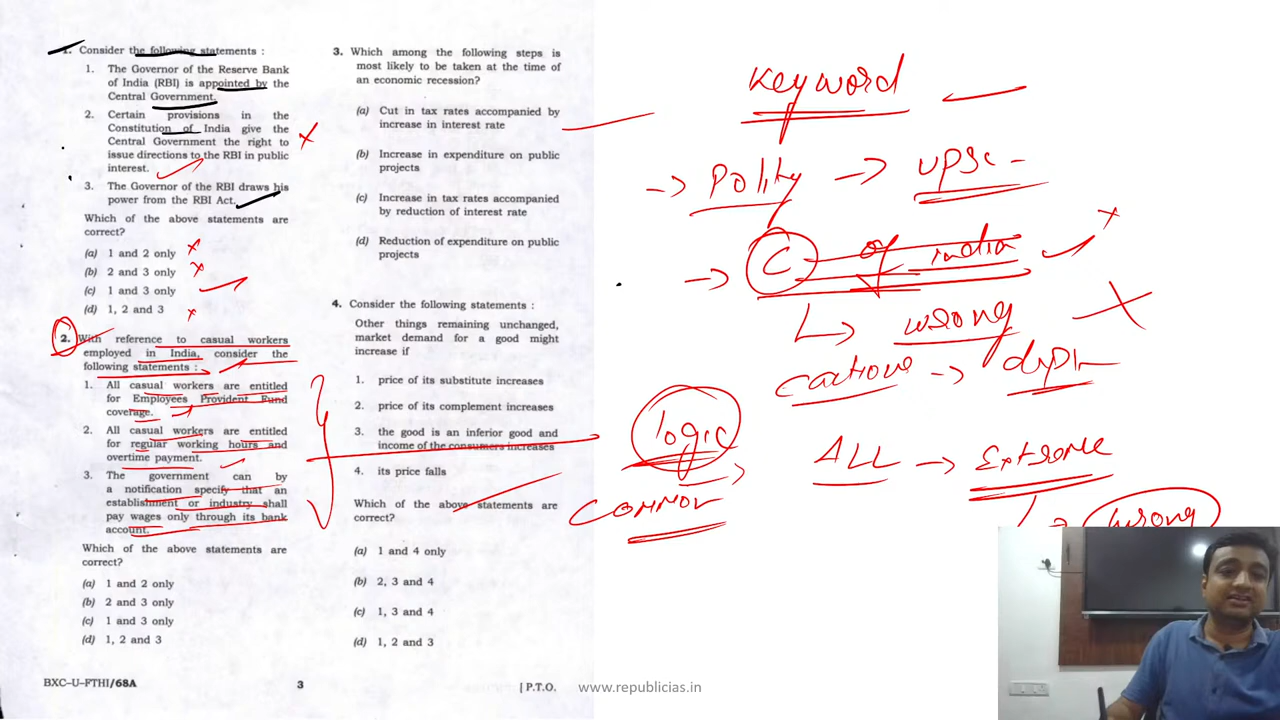 1. Consider the following statements :
1. The Governor of the Reserve Bank
of India (RBI) is appointed by the
Central Government.
2. Certain provisions in the
Constitution of India give the
Central Government the right to
issue directions to the RBI in public
interest.
3. The Governor of the RBI draws his
power from the RBI Act.
Which of the above statements are
correct?
(a) 1 and 2 only
(b) 2 and 3 only
(c) 1 and 3 only
(d) 1, 2 and 3
2. With reference to casual workers
employed in India, consider the
following statements :
1. All casual workers are entitled
for Employees Provident Fund
coverage.
2. All casual workers are entitled
for regular working hours and
overtime payment.
3. The government can by
a notification specify that an
establishment or industry shall
pay wages only through its bank
account.
Which of the above statements are
correct?
(a) 1 and 2 only
(b) 2 and 3 only
(c) 1 and 3 only
(d) 1, 2 and 3
BXC-U-FTHI/68A
3
3. Which among the following steps is
most likely to be taken at the time of
an economic recession?
(a) Cut in tax rates accompanied by
increase in interest rate
(b) Increase in expenditure on public
projects
(c) Increase in tax rates accompanied
by reduction of interest rate
(d) Reduction of expenditure on public
projects
4. Consider the following statements :
Other things remaining unchanged,
market demand for a good might
increase if
1. price of its substitute increases
2. price of its complement increases
3. the good is an inferior good and
income of the consumers increases
4. its price falls
Which of the above statements are
correct?
(a) 1 and 4 only
(b) 2, 3 and 4
(c) 1, 3 and 4
(d) 1, 2 and 3
[ P.T.O.
www.republicias.in
Keyword
→ Polity → UPSC
→ C of india
↳ wrong
logic → ALL → Extreme
common
wrong